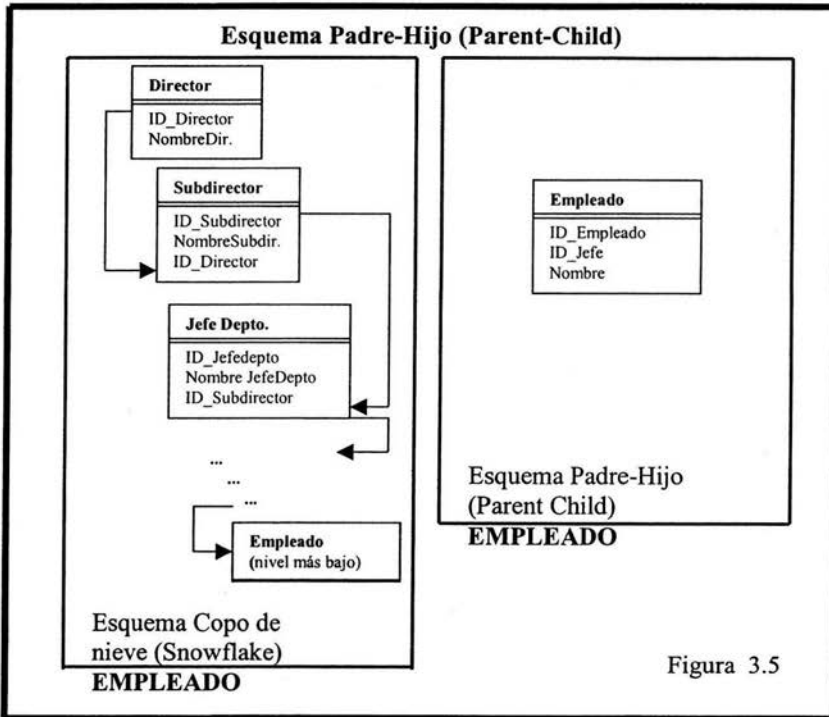 Esquema Padre-Hijo (Parent-Child)
Director
ID_Director
NombreDir.
Subdirector
ID_Subdirector
NombreSubdir.
ID_Director
Jefe Depto.
ID_Jefedepto
Nombre JefeDepto
ID_Subdirector
...
...
...
Empleado
(nivel más bajo)
Esquema Copo de
nieve (Snowflake)
EMPLEADO
Empleado
ID_Empleado
ID_Jefe
Nombre
Esquema Padre-Hijo
(Parent Child)
EMPLEADO
Figura 3.5